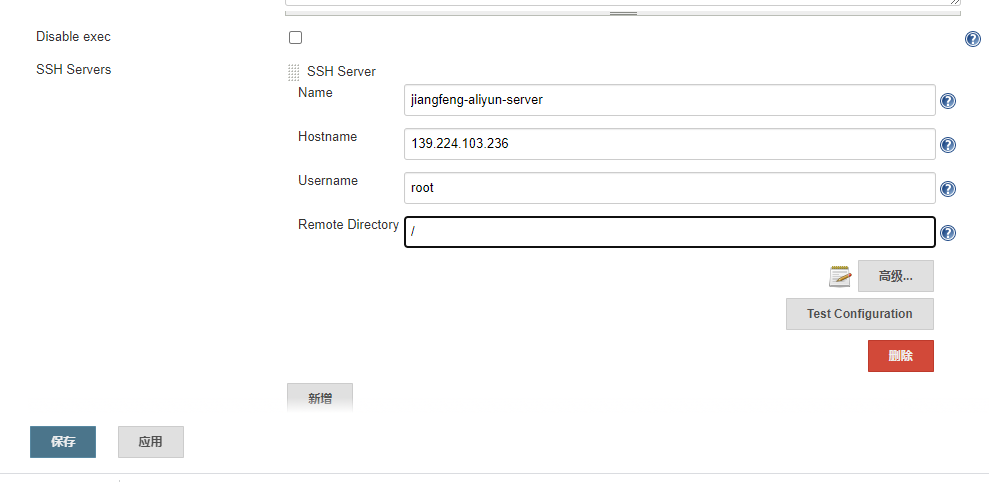 Disable exec
SSH Servers
SSH Server
Name
jiangfeng-aliyun-server
Hostname
139.224.103.236
Username
root
Remote Directory
/
高级...
Test Configuration
删除
新增
保存
应用